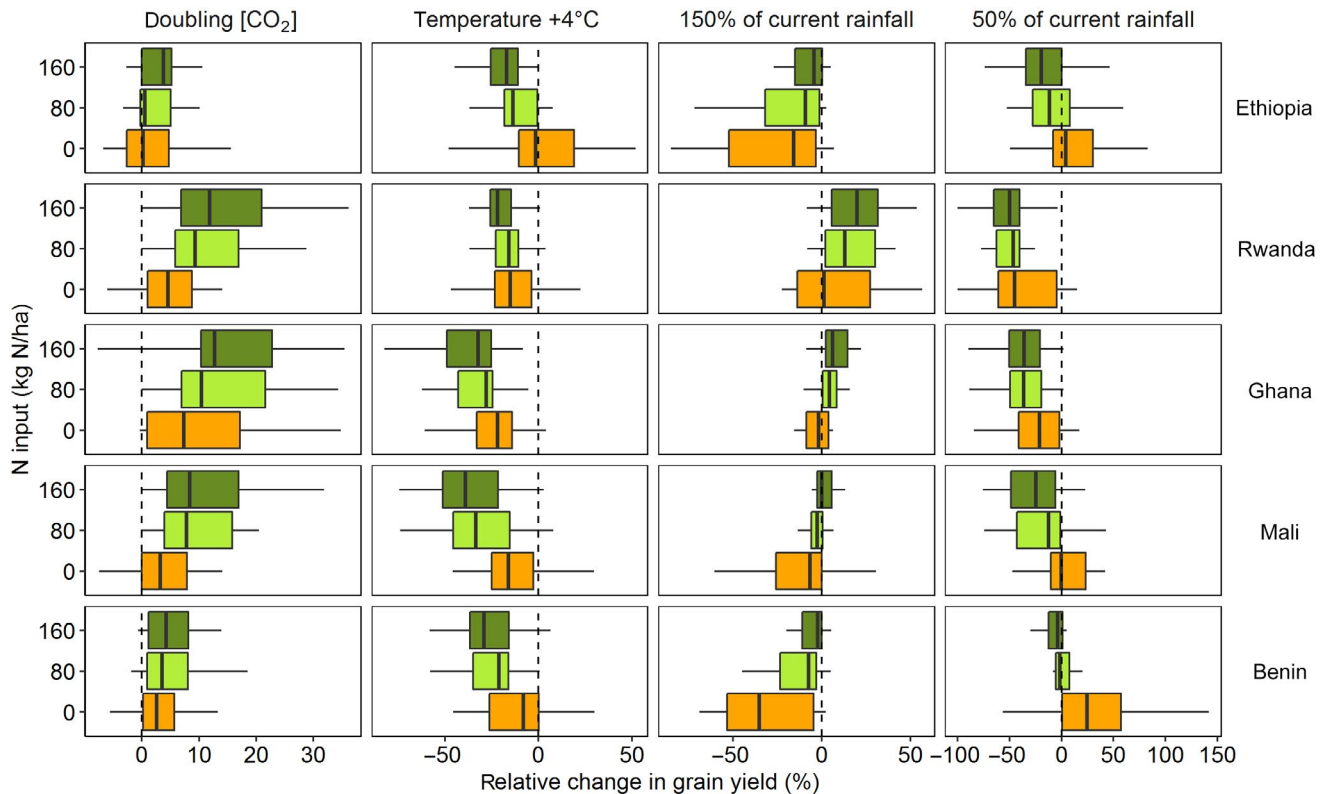 Doubling [CO₂] Temperature +4°C 150% of current rainfall 50% of current rainfall
N input (kg N/ha)
160
80
0
Ethiopia
160
80
0
Rwanda
160
80
0
Ghana
160
80
0
Mali
160
80
0
Benin
0 10 20 30 −50 0 50 −50 0 50 −100 −50 0 50 100 150
Relative change in grain yield (%)